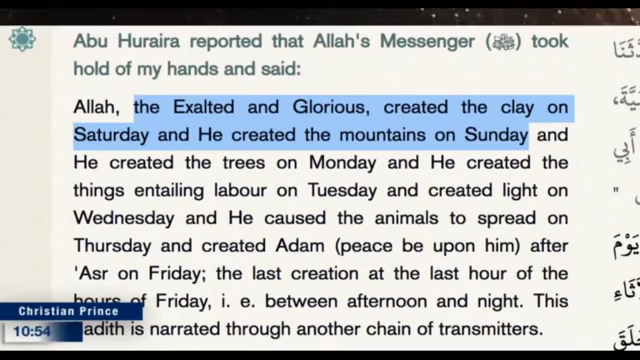 Abu Huraira reported that Allah's Messenger (ﷺ) took
hold of my hands and said:
Allah, the Exalted and Glorious, created the clay on
Saturday and He created the mountains on Sunday and
He created the trees on Monday and He created the
things entailing labour on Tuesday and created light on
Wednesday and He caused the animals to spread on
Thursday and created Adam (peace be upon him) after
'Asr on Friday; the last creation at the last hour of the
hours of Friday, i. e. between afternoon and night. This
hadith is narrated through another chain of transmitters.
Christian Prince
10:54
أَبِي
"
يَوْمَ